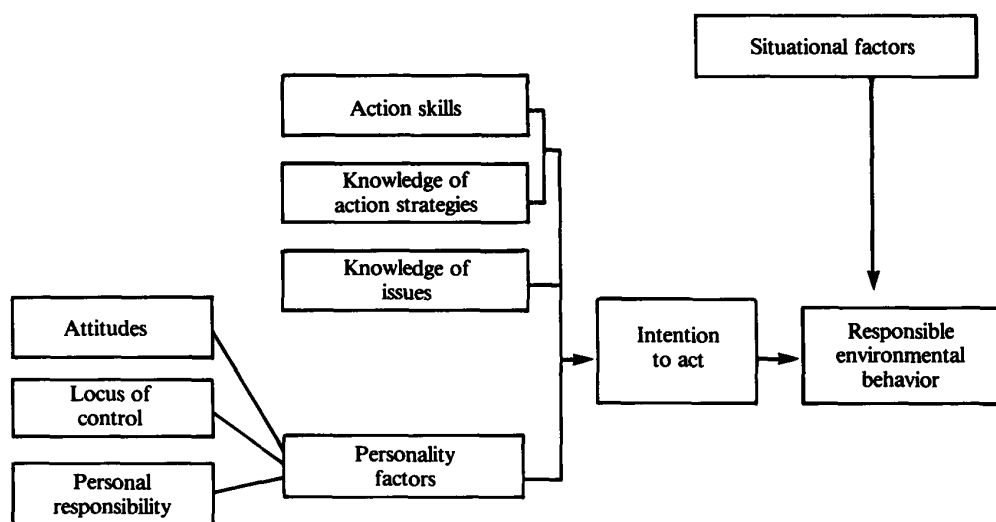 Situational factors
Action skills
Knowledge of
action strategies
Knowledge of
issues
Attitudes
Locus of
control
Personal
responsibility
Personality
factors
Intention
to act
Responsible
environmental
behavior